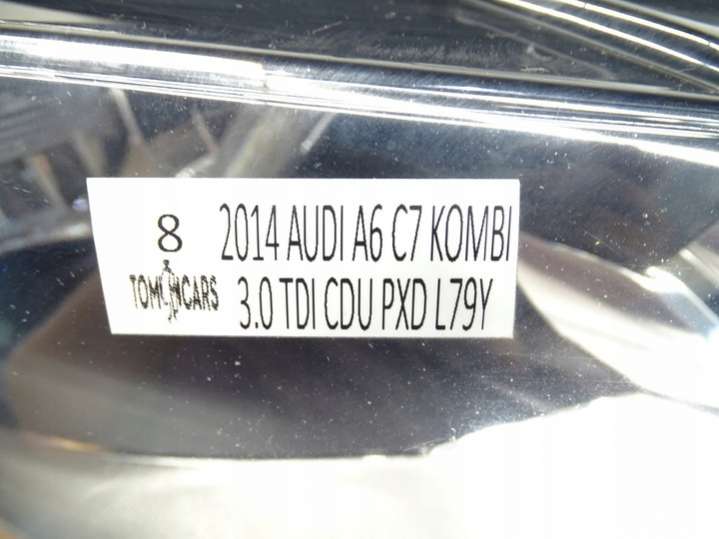 8
2014 AUDI A6 C7 KOMBI
3.0 TDI CDU PXD L79Y